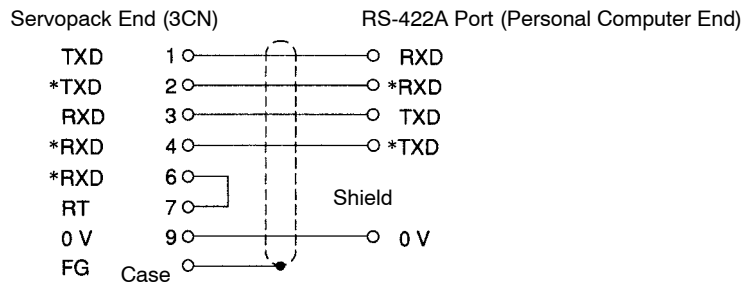 Servopack End (3CN) RS-422A Port (Personal Computer End)
TXD 1 RXD
*TXD 2 *RXD
RXD 3 TXD
*RXD 4 *TXD
*RXD 6
Shield
RT 7
0 V 9 0 V
FG Case